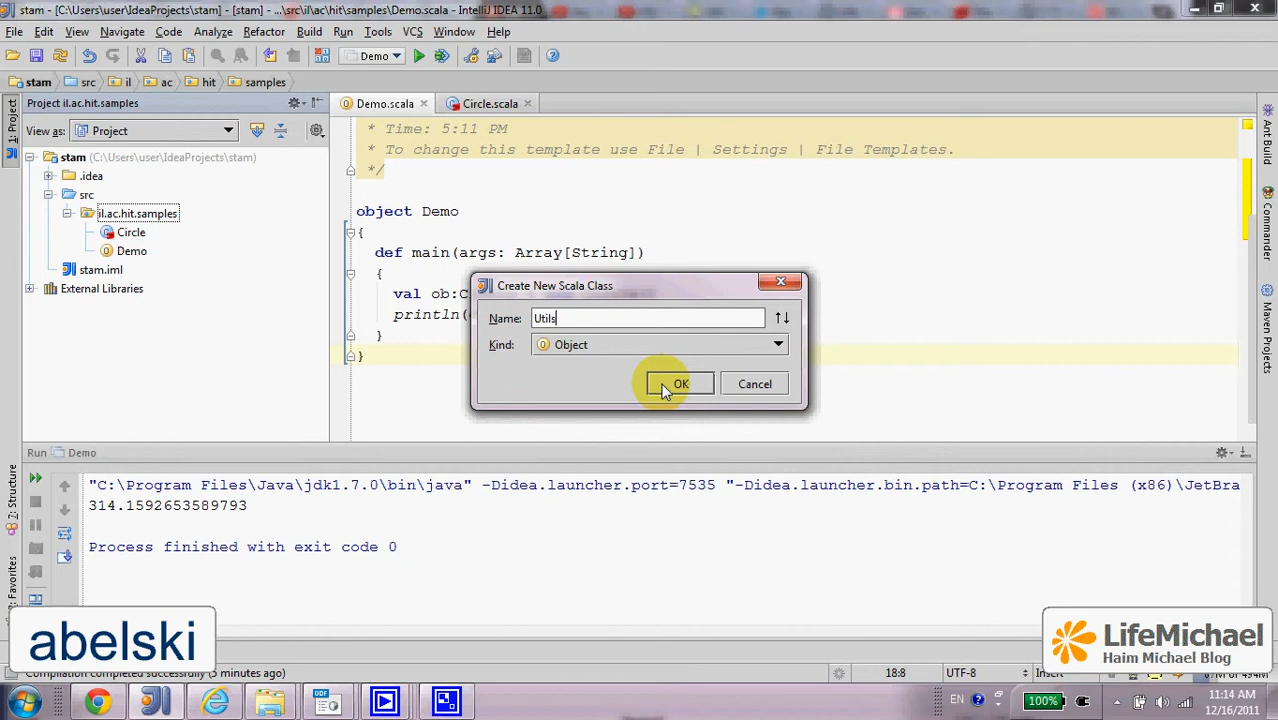 stam - [C:\Users\user\IdeaProjects\stam] - [stam] - ...\src\il\ac\hit\samples\Demo.scala - IntelliJ IDEA 11.0
File Edit View Navigate Code Analyze Refactor Build Run Tools VCS Window Help
Demo
stam src il ac hit samples
Project il.ac.hit.samples
Demo.scala Circle.scala
View as: Project
1: Project
stam (C:\Users\user\IdeaProjects\stam)
.idea
src
il.ac.hit.samples
Circle
Demo
stam.iml
External Libraries
* Time: 5:11 PM
* To change this template use File | Settings | File Templates.
*/
object Demo
{
def main(args: Array[String])
{
val ob:C
println(
}
}
Create New Scala Class
Name: Utils
Kind: Object
OK Cancel
Ant Build
Commander
Maven Projects
Run Demo
"C:\Program Files\Java\jdk1.7.0\bin\java" -Didea.launcher.port=7535 "-Didea.launcher.bin.path=C:\Program Files (x86)\JetBra
314.1592653589793
Process finished with exit code 0
7: Structure
2: Favorites
abelski
LifeMichael
Haim Michael Blog
Compilation completed successfully (5 minutes ago)
18:8 UTF-8 Insert
EN 100%
11:14 AM
12/16/2011